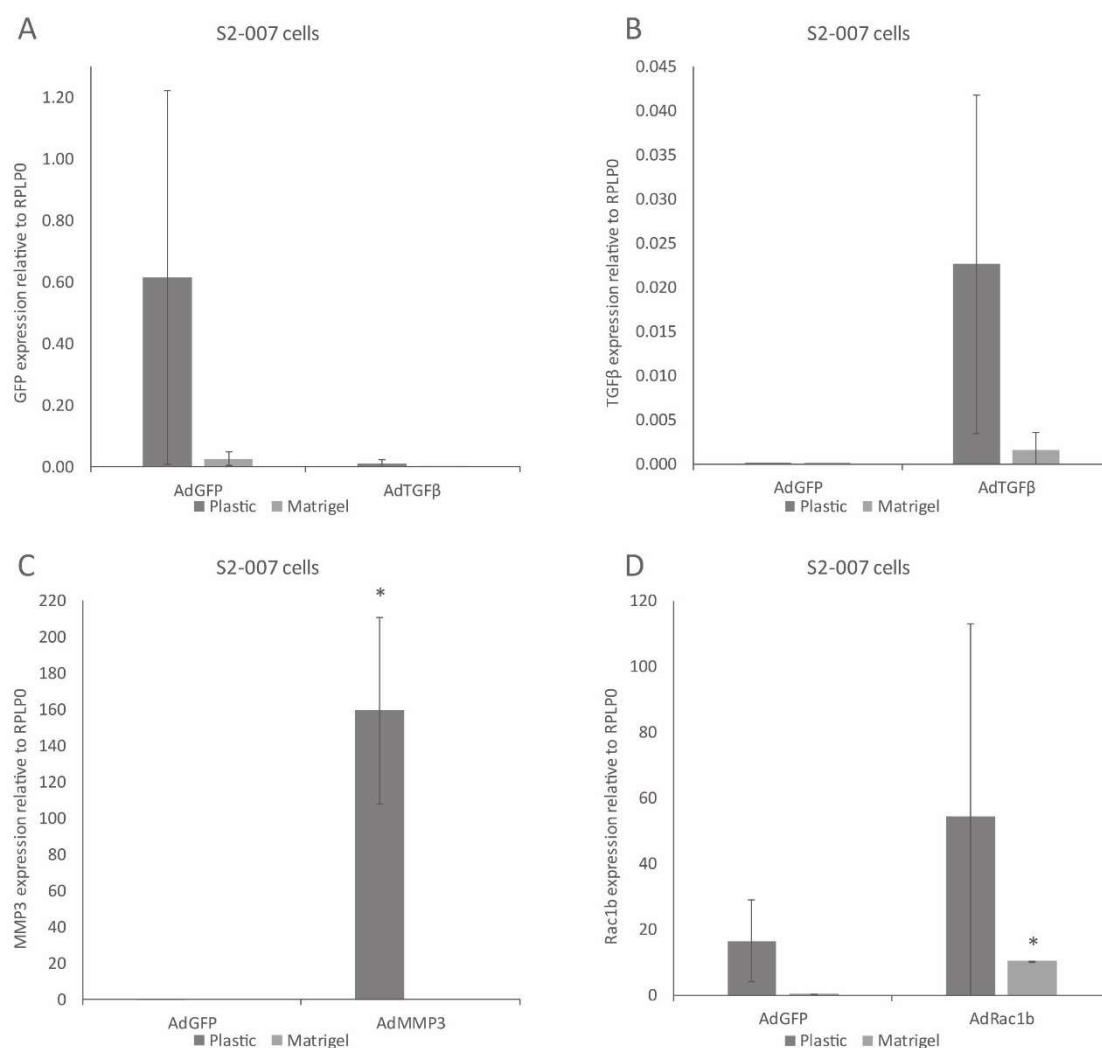 A
S2-007 cells
GFP expression relative to RPLP0
1.20
1.00
0.80
0.60
0.40
0.20
0.00
AdGFP
AdTGFβ
Plastic Matrigel
B
S2-007 cells
TGFβ expression relative to RPLP0
0.045
0.040
0.035
0.030
0.025
0.020
0.015
0.010
0.005
0.000
AdGFP
AdTGFβ
Plastic Matrigel
C
S2-007 cells
MMP3 expression relative to RPLP0
220
200
180
160
140
120
100
80
60
40
20
0
*
AdGFP
AdMMP3
Plastic Matrigel
D
S2-007 cells
Rac1b expression relative to RPLP0
120
100
80
60
40
20
0
*
AdGFP
AdRac1b
Plastic Matrigel